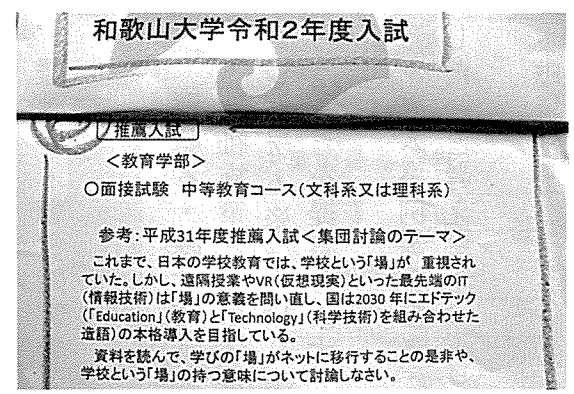 和歌山大学令和2年度入試
推薦入試
＜教育学部＞
○面接試験 中等教育コース(文科系又は理科系)
参考:平成31年度推薦入試＜集団討論のテーマ＞
これまで、日本の学校教育では、学校という「場」が 重視され
ていた。しかし、遠隔授業やVR(仮想現実)といった最先端のIT
(情報技術)は「場」の意義を問い直し、国は2030 年にエドテック
(「Education」(教育)と「Technology」(科学技術)を組み合わせた
造語)の本格導入を目指している。
資料を読んで、学びの「場」がネットに移行することの是非や、
学校という「場」の持つ意味について討論しなさい。